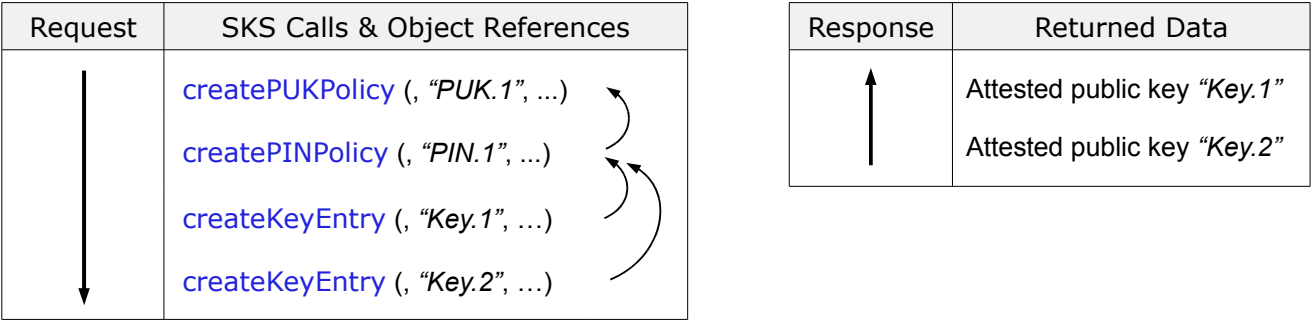 Request SKS Calls & Object References
createPUKPolicy (, “PUK.1”, ...)
createPINPolicy (, “PIN.1”, ...)
createKeyEntry (, “Key.1”, …)
createKeyEntry (, “Key.2”, …)
Response Returned Data
Attested public key “Key.1”
Attested public key “Key.2”